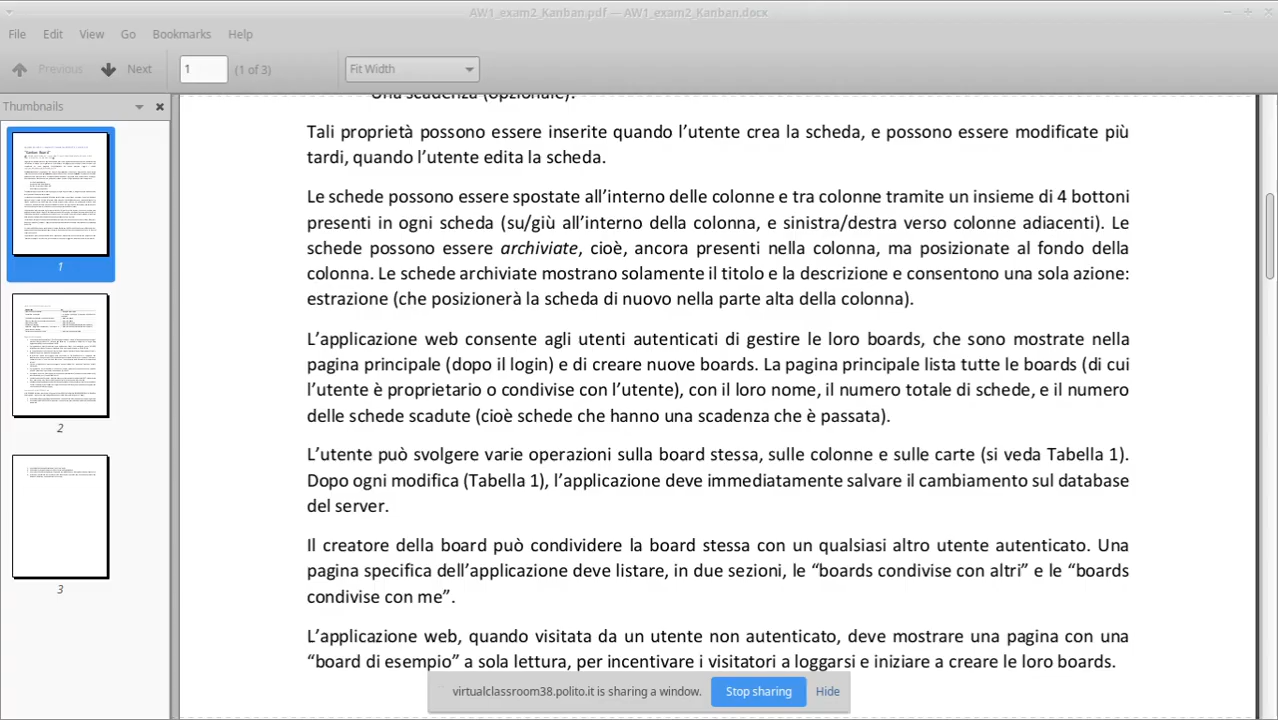 AW1_exam2_Kanban.pdf — AW1_exam2_Kanban.docx
File Edit View Go Bookmarks Help
Previous Next 1 (1 of 3) Fit Width
Thumbnails
1
2
3
Una scadenza (opzionale).
Tali proprietà possono essere inserite quando l’utente crea la scheda, e possono essere modificate più
tardi, quando l’utente edita la scheda.
Le schede possono essere spostate all’interno delle colonne e tra colonne tramite un insieme di 4 bottoni
presenti in ogni scheda (su/giù all’interno della colonna, e sinistra/destra verso colonne adiacenti). Le
schede possono essere archiviate, cioè, ancora presenti nella colonna, ma posizionate al fondo della
colonna. Le schede archiviate mostrano solamente il titolo e la descrizione e consentono una sola azione:
estrazione (che posizionerà la scheda di nuovo nella parte alta della colonna).
L’applicazione web consente agli utenti autenticati di gestire le loro boards, che sono mostrate nella
pagina principale (dopo il login) e di creare nuove boards. La pagina principale lista tutte le boards (di cui
l’utente è proprietario o condivise con l’utente), con il loro nome, il numero totale di schede, e il numero
delle schede scadute (cioè schede che hanno una scadenza che è passata).
L’utente può svolgere varie operazioni sulla board stessa, sulle colonne e sulle carte (si veda Tabella 1).
Dopo ogni modifica (Tabella 1), l’applicazione deve immediatamente salvare il cambiamento sul database
del server.
Il creatore della board può condividere la board stessa con un qualsiasi altro utente autenticato. Una
pagina specifica dell’applicazione deve listare, in due sezioni, le “boards condivise con altri” e le “boards
condivise con me”.
L’applicazione web, quando visitata da un utente non autenticato, deve mostrare una pagina con una
“board di esempio” a sola lettura, per incentivare i visitatori a loggarsi e iniziare a creare le loro boards.
virtualclassroom38.polito.it is sharing a window. Stop sharing Hide